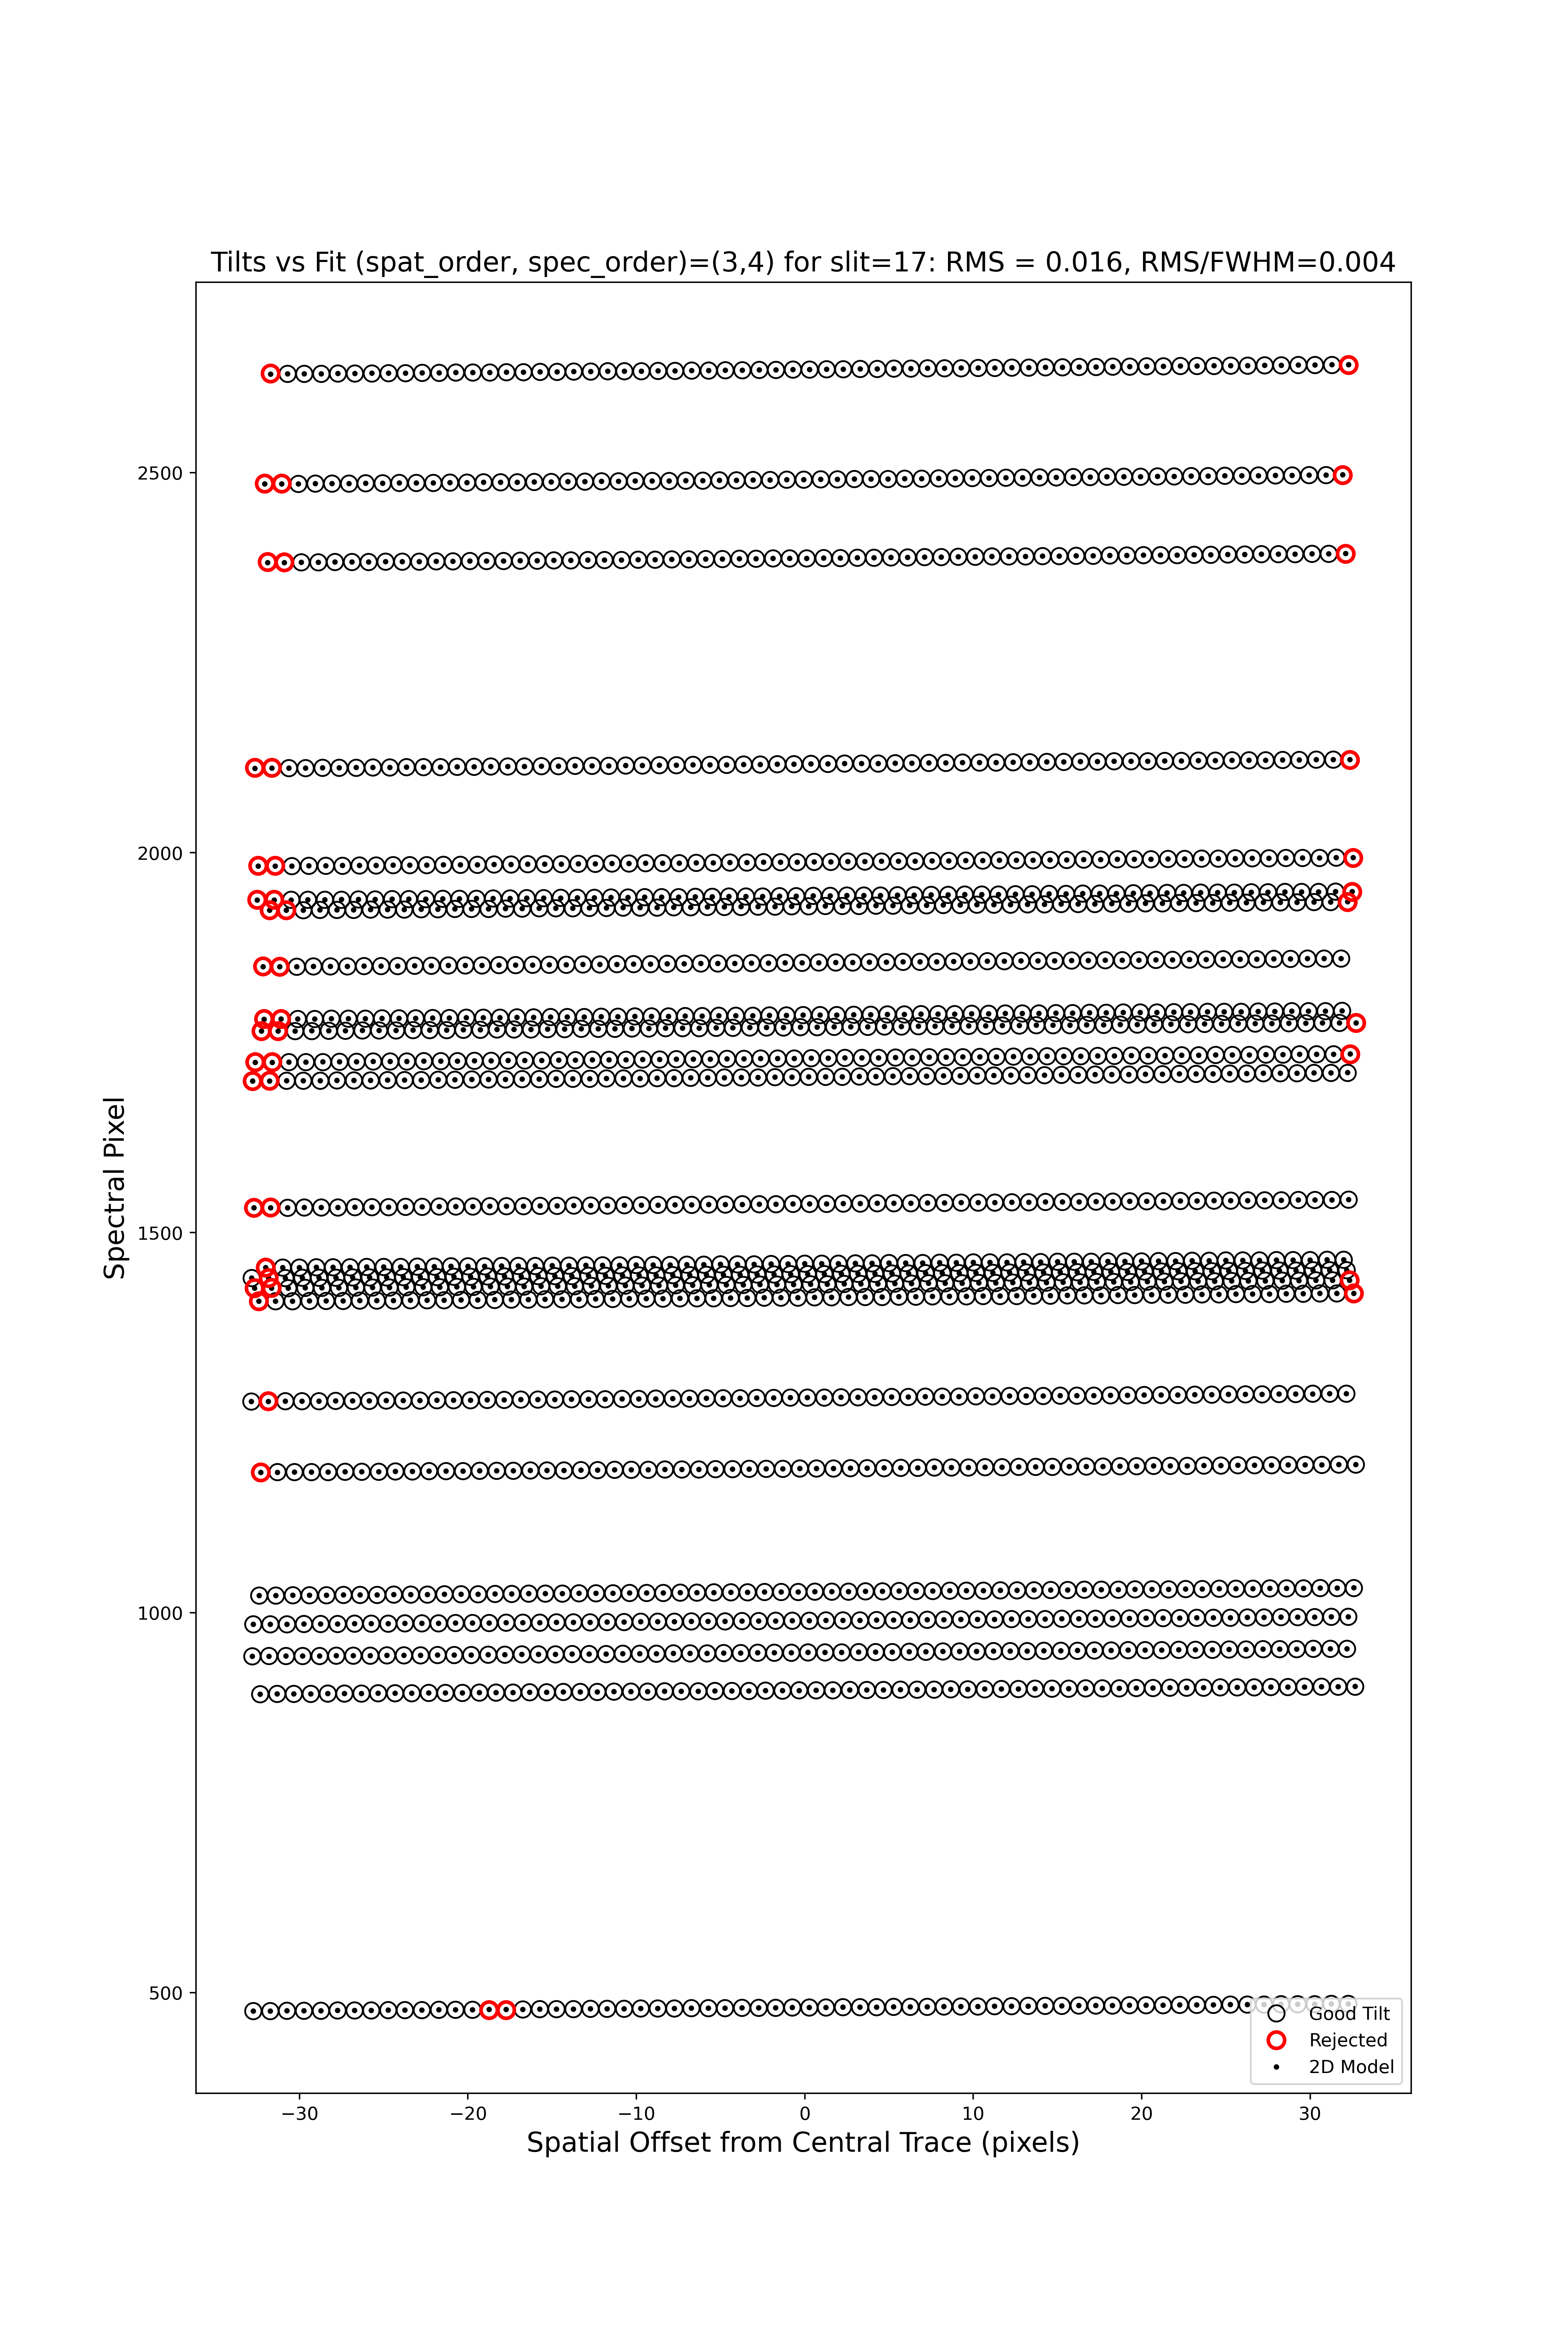 Tilts vs Fit (spat_order, spec_order)=(3,4) for slit=17: RMS = 0.016, RMS/FWHM=0.004
2500
2000
1500
1000
500
Spectral Pixel
Good Tilt
Rejected
2D Model
−30 −20 −10 0 10 20 30
Spatial Offset from Central Trace (pixels)